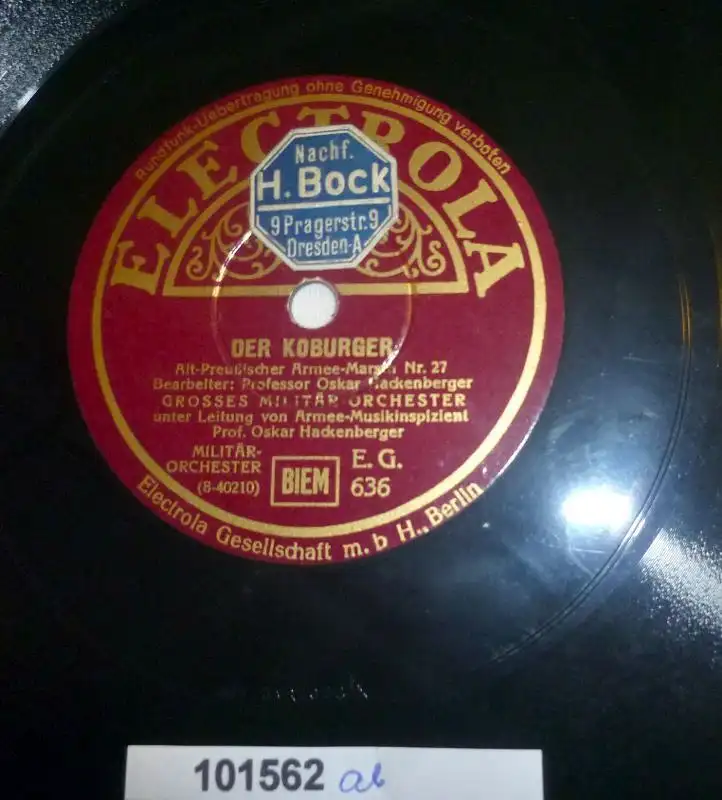 Rundfunk-Uebertragung ohne Genehmigung verboten
ELECTROLA
Nachf.
H. Bock
9 Pragerstr. 9
Dresden-A.
DER KOBURGER
Alt-Preußischer Armee-Marsch Nr. 27
Bearbeiter: Professor Oskar Hackenberger
GROSSES MILITÄR ORCHESTER
unter Leitung von Armee-Musikinspizient
Prof. Oskar Hackenberger
MILITÄR-
ORCHESTER
(8-40210)
BIEM
E. G.
636
Electrola Gesellschaft m. b H., Berlin
101562 ab